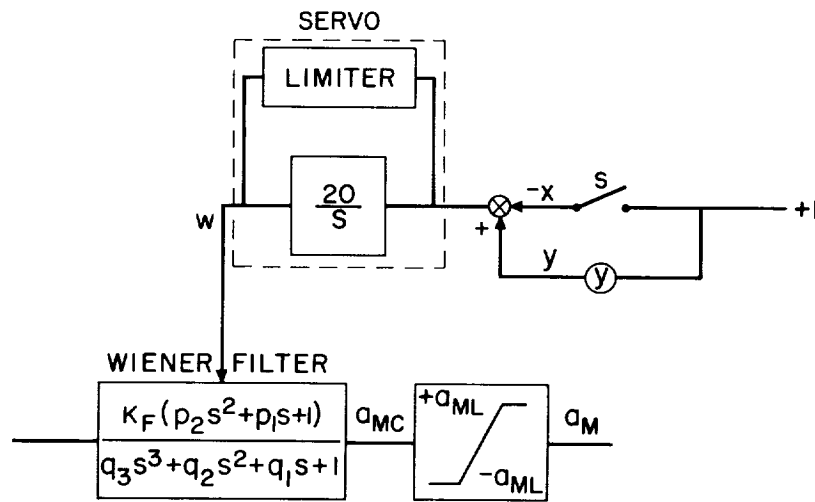 SERVO
LIMITER
20
S
w
-x
S
+1
+
y
y
WIENER FILTER
K_F(p_2s^2+p_1s+1)
q_3s^3+q_2s^2+q_1s+1
a_MC
+a_ML
-a_ML
a_M